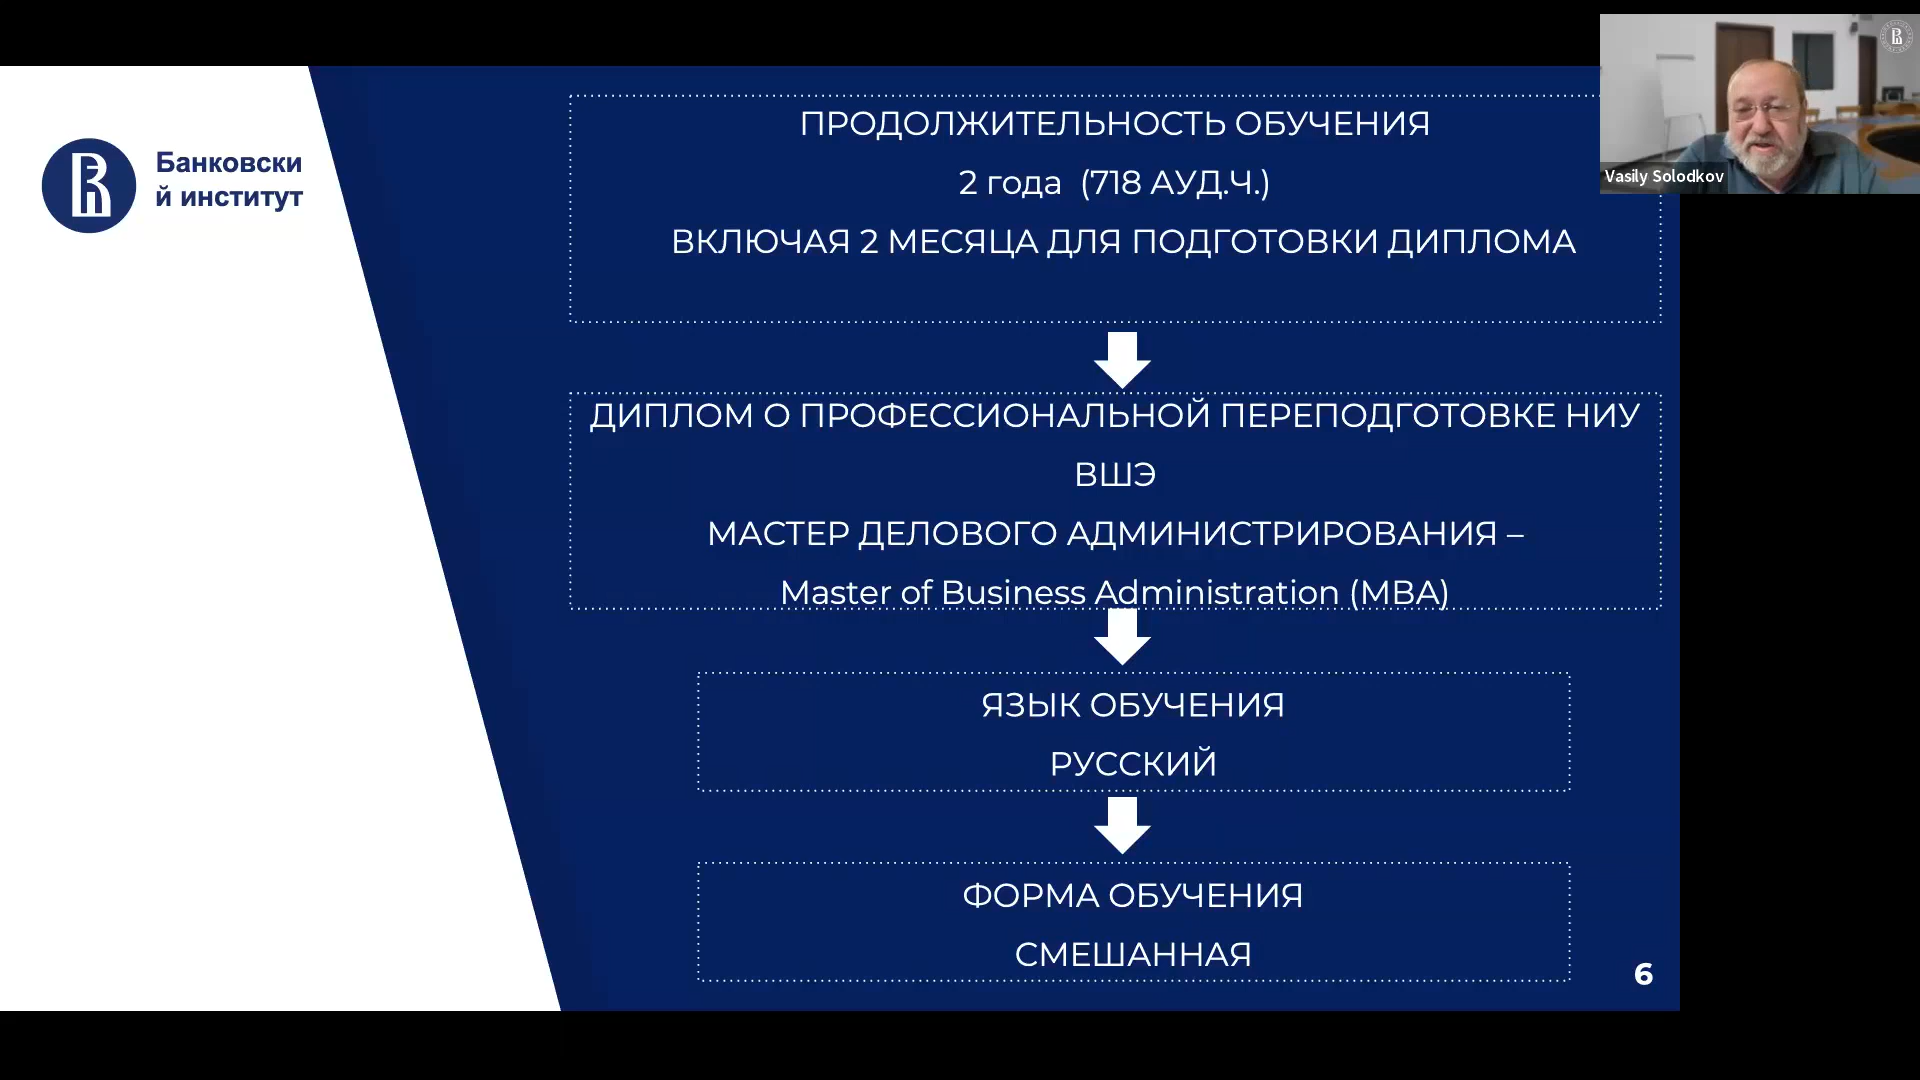 Банковски
й институт
ПРОДОЛЖИТЕЛЬНОСТЬ ОБУЧЕНИЯ
2 года (718 АУД.Ч.)
ВКЛЮЧАЯ 2 МЕСЯЦА ДЛЯ ПОДГОТОВКИ ДИПЛОМА
ДИПЛОМ О ПРОФЕССИОНАЛЬНОЙ ПЕРЕПОДГОТОВКЕ НИУ
ВШЭ
МАСТЕР ДЕЛОВОГО АДМИНИСТРИРОВАНИЯ –
Master of Business Administration (MBA)
ЯЗЫК ОБУЧЕНИЯ
РУССКИЙ
ФОРМА ОБУЧЕНИЯ
СМЕШАННАЯ
6
Vasily Solodkov